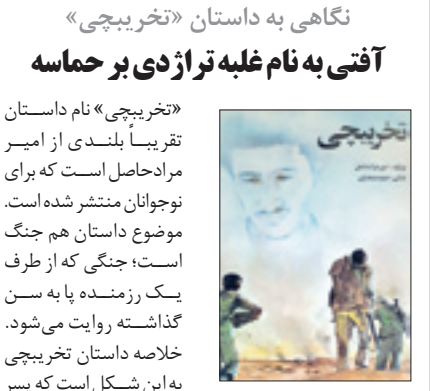 نگاهی به داستان «تخریبچی»
آفتی به نام غلبه تراژدی بر حماسه
«تخریبچی» نام داستان
تقریباً بلندی از امیر
مرادحاصل است که برای
نوجوانان منتشر شده است.
موضوع داستان هم جنگ
است؛ جنگی که از طرف
یک رزمنده پا به سن
گذاشته روایت می‌شود.
خلاصه داستان تخریبچی
به این شکل است که پسر
تخریبچی